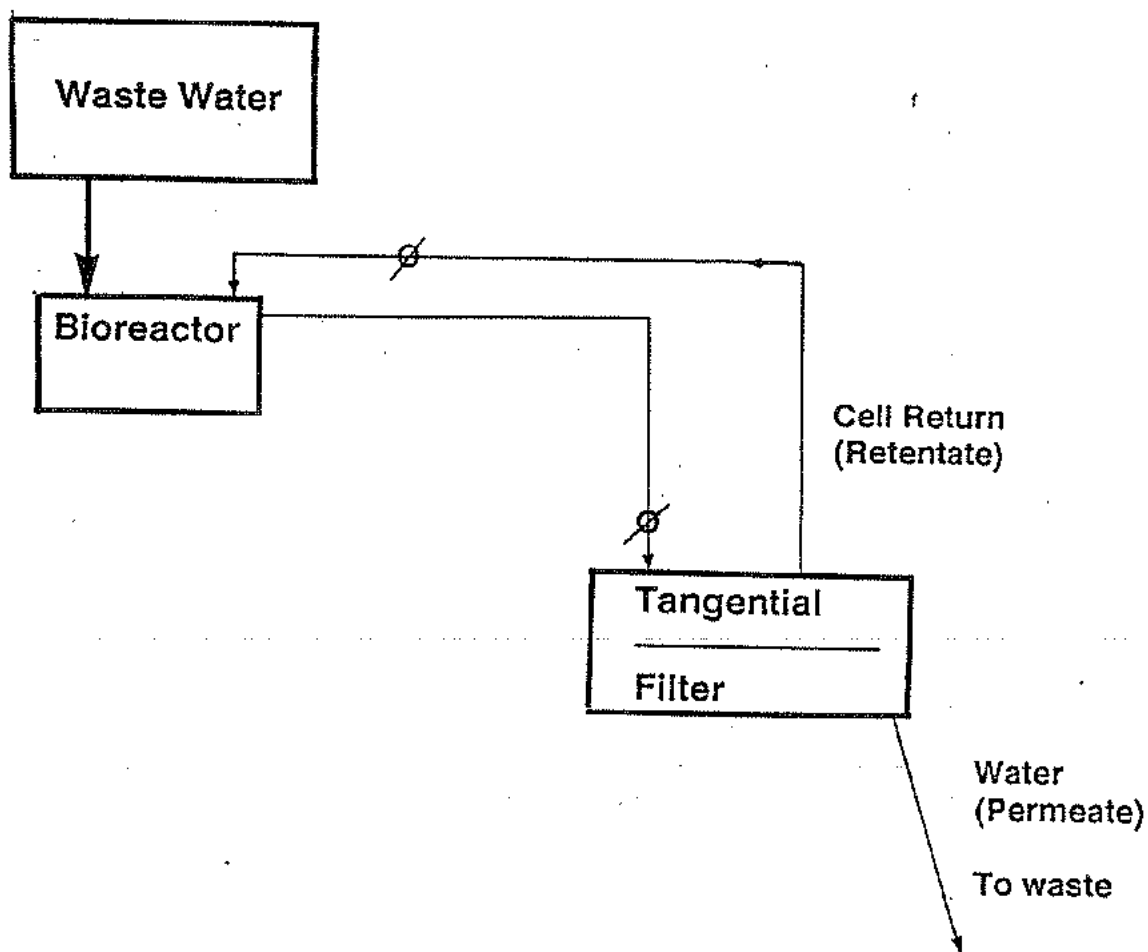 Waste Water
Bioreactor
Cell Return
(Retentate)
Tangential
Filter
Water
(Permeate)
To waste